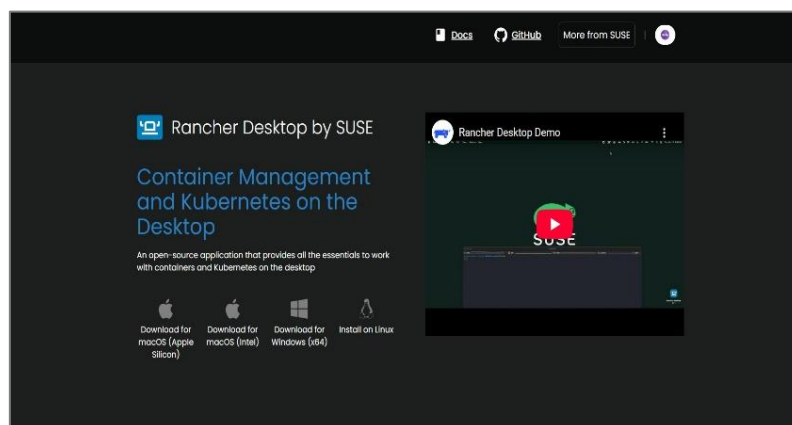 Docs GitHub More from SUSE
Rancher Desktop by SUSE
Container Management
and Kubernetes on the
Desktop
An open-source application that provides all the essentials to work
with containers and Kubernetes on the desktop
Download for
macOS (Apple
Silicon)
Download for
macOS (Intel)
Download for
Windows (x64)
Install on Linux
Rancher Desktop Demo
SUSE